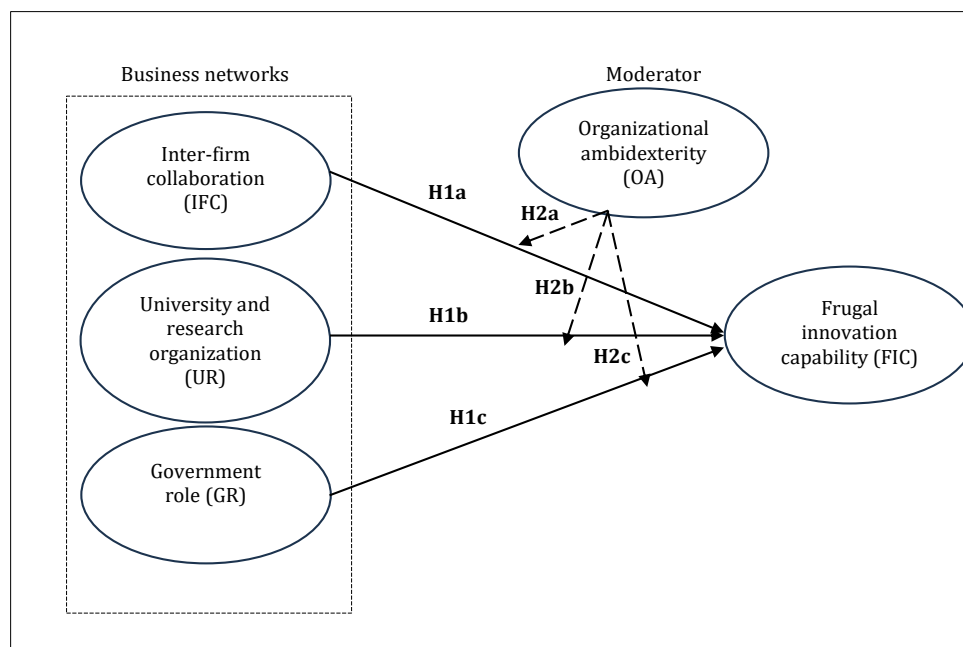 Business networks
Moderator
Inter-firm
collaboration
(IFC)
Organizational
ambidexterity
(OA)
H1a
H2a
H2b
University and
research
organization
(UR)
H1b
H2c
Frugal
innovation
capability (FIC)
H1c
Government
role (GR)